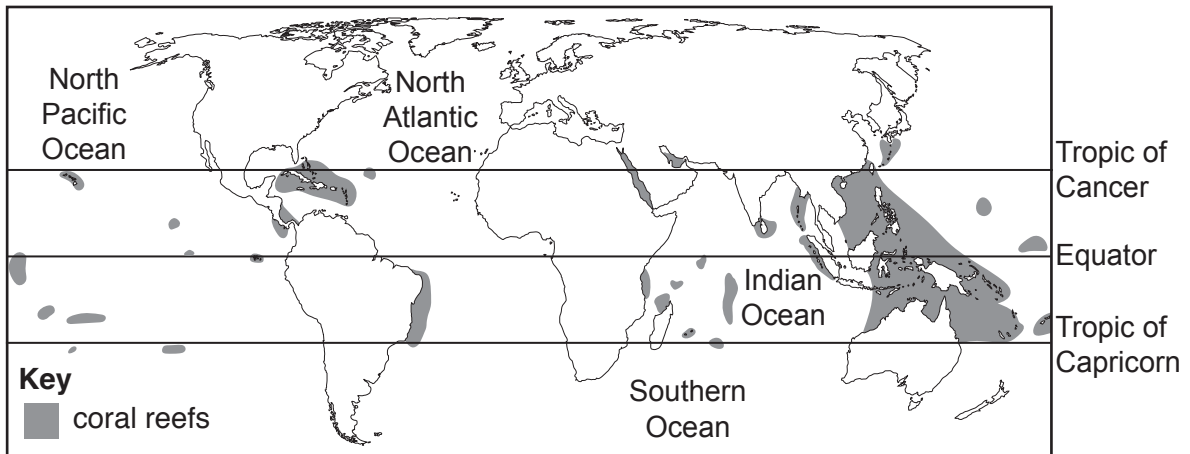 North
Pacific
Ocean
North
Atlantic
Ocean
Tropic of
Cancer
Equator
Indian
Ocean
Tropic of
Capricorn
Key
coral reefs
Southern
Ocean